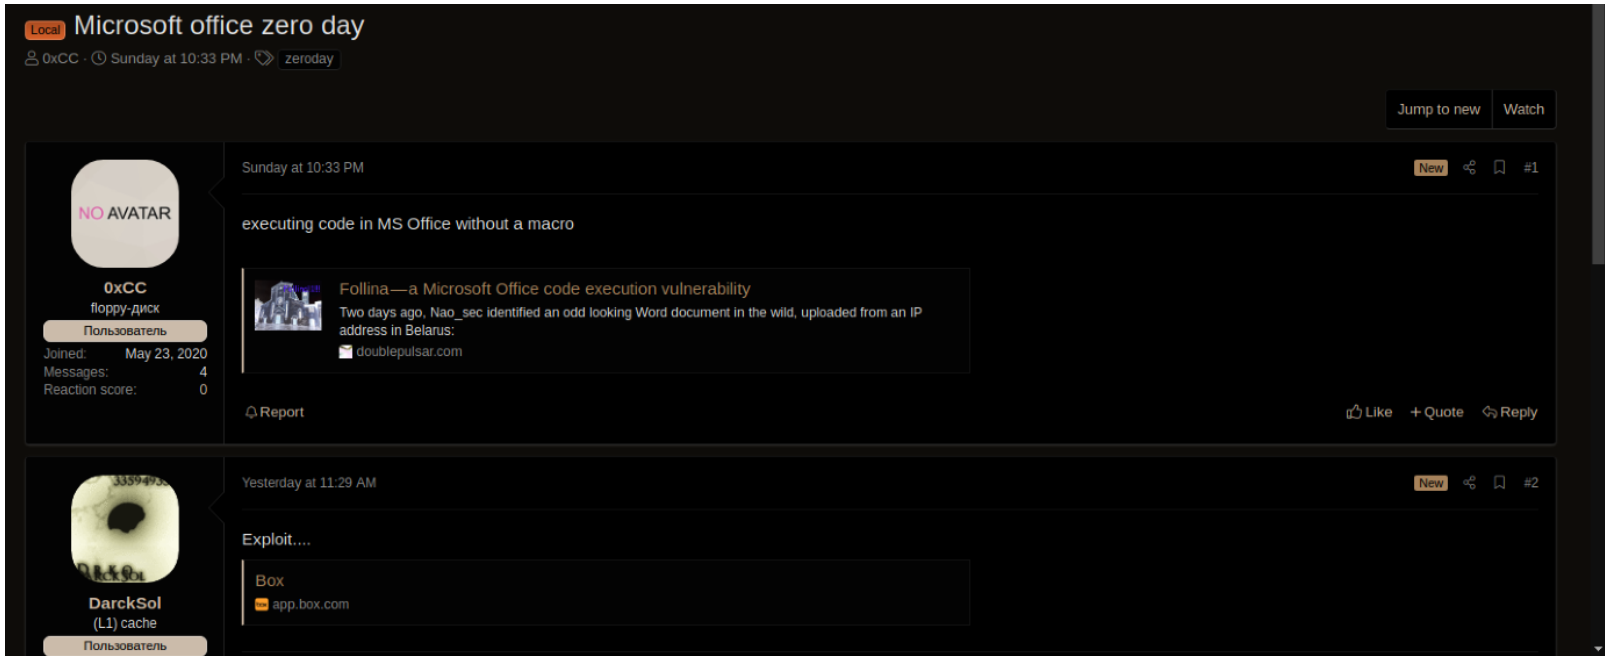 Local Microsoft office zero day
0xCC · Sunday at 10:33 PM · zeroday
Jump to new Watch
Sunday at 10:33 PM New #1
NO AVATAR
executing code in MS Office without a macro
0xCC
floppy-диск
Пользователь
Joined: May 23, 2020
Messages: 4
Reaction score: 0
Follina — a Microsoft Office code execution vulnerability
Two days ago, Nao_sec identified an odd looking Word document in the wild, uploaded from an IP
address in Belarus:
doublepulsar.com
Report Like + Quote Reply
Yesterday at 11:29 AM New #2
Exploit....
Box
app.box.com
DarckSol
(L1) cache
Пользователь